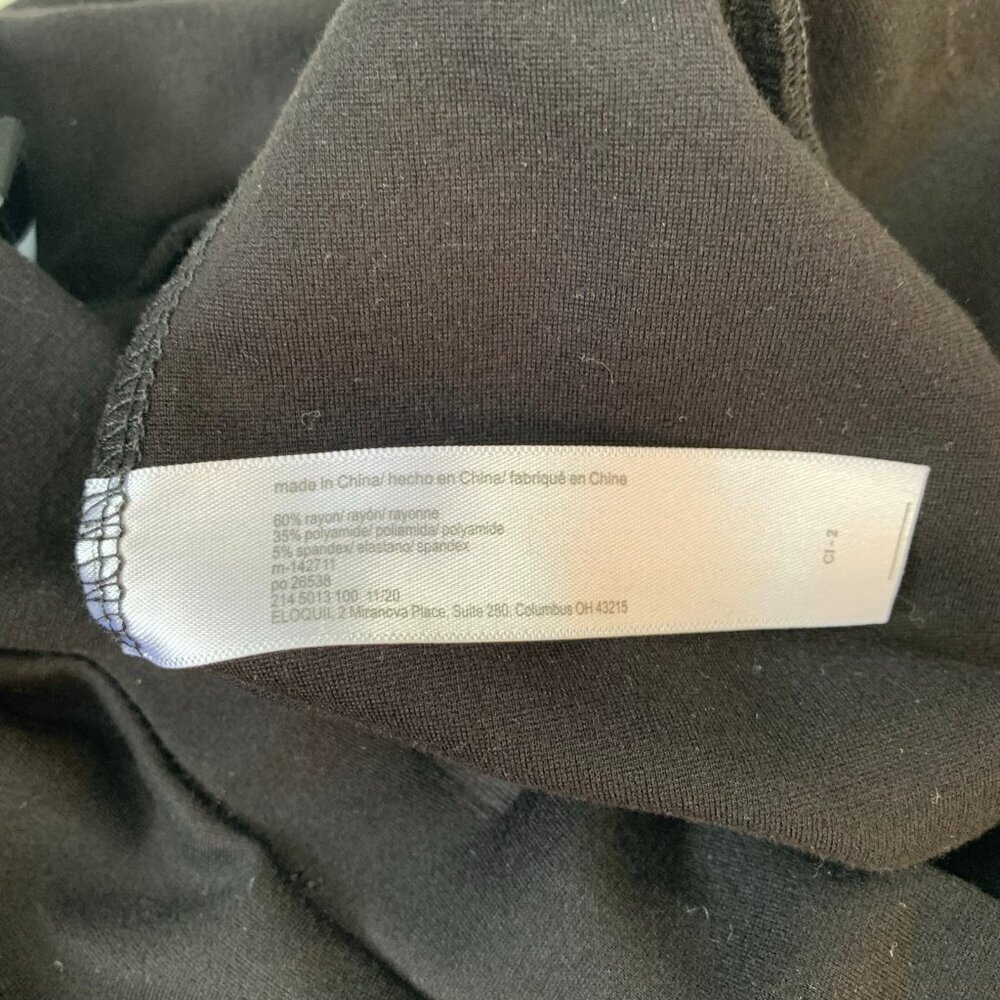 made in China/ hecho en China/ fabriqué en Chine
60% rayon/ rayón/ rayonne
35% polyamide/ poliamida/ polyamide
5% spandex/ elastano/ spandex
m-142711
po 26538
214 5013 100 11/20
ELOQUII, 2 Miranova Place, Suite 280, Columbus OH 43215
CI - 2